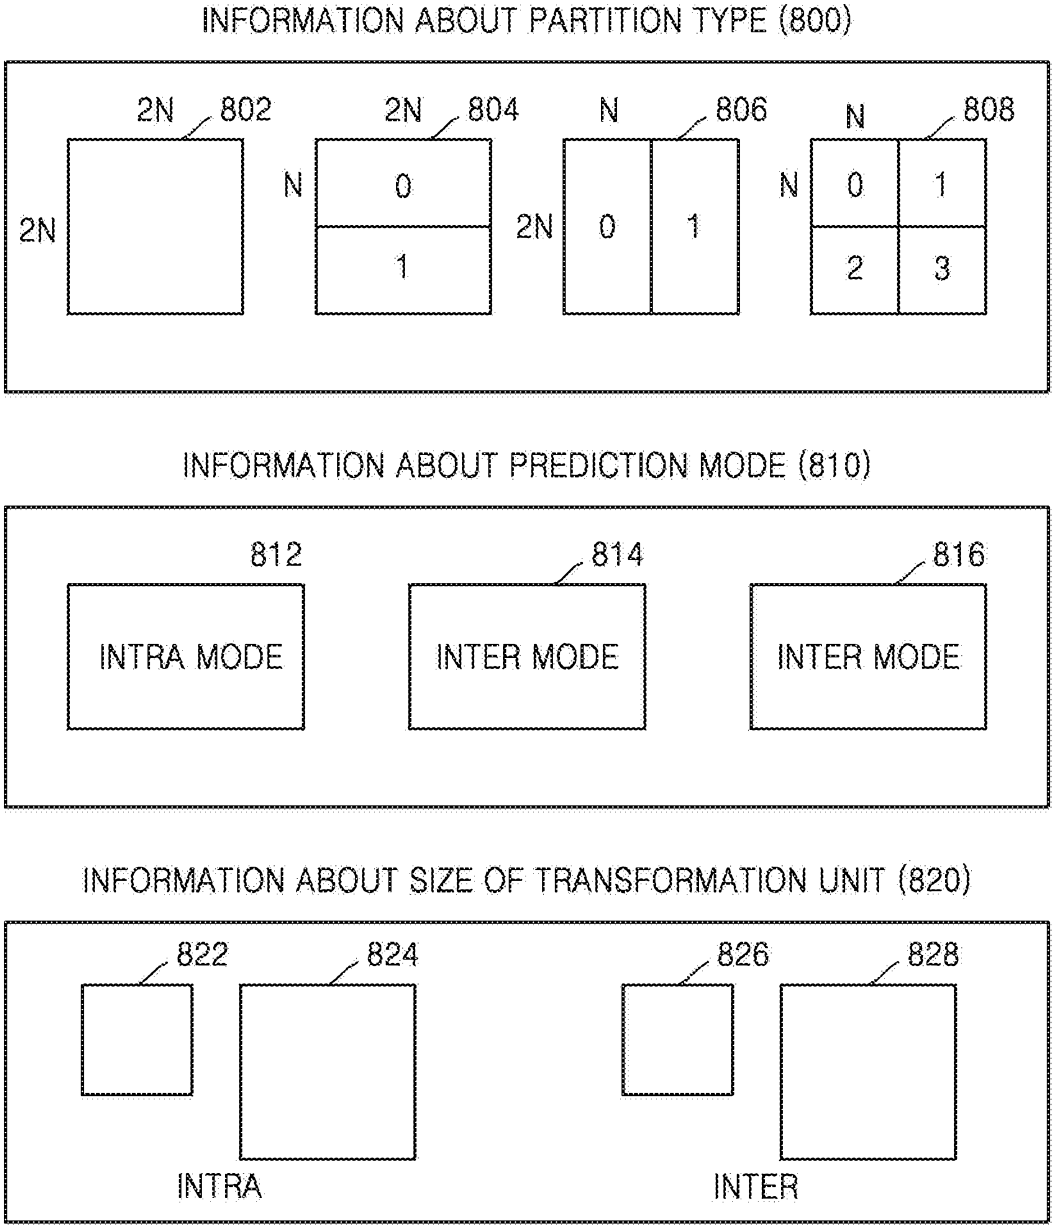 INFORMATION ABOUT PARTITION TYPE (800)
2N 802 2N 804 N 806 N 808
N 0 N 0 1
2N 2N 0 1
1 2 3
INFORMATION ABOUT PREDICTION MODE (810)
812 814 816
INTRA MODE INTER MODE INTER MODE
INFORMATION ABOUT SIZE OF TRANSFORMATION UNIT (820)
822 824 826 828
INTRA INTER